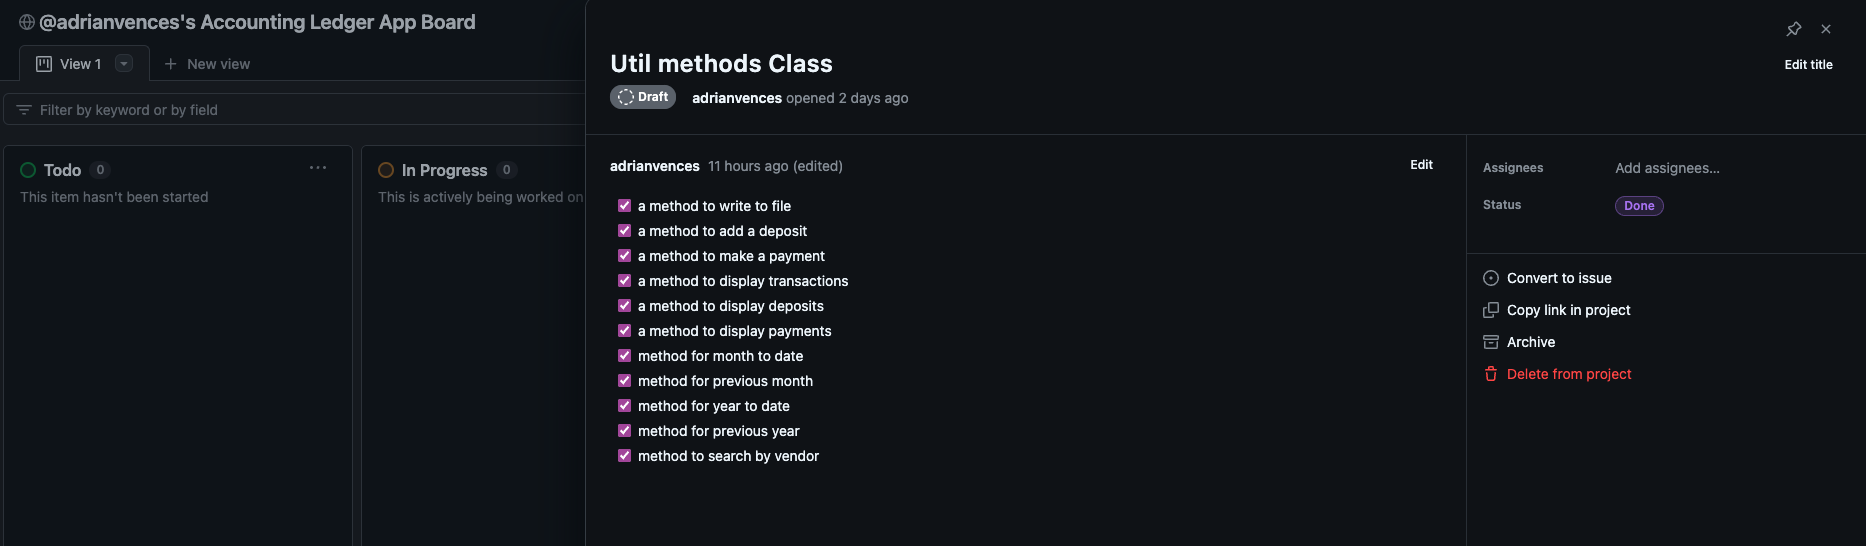 @adrianvences's Accounting Ledger App Board
View 1
New view
Filter by keyword or by field
Todo 0
This item hasn't been started
In Progress 0
This is actively being worked on
Util methods Class
Edit title
Draft
adrianvences opened 2 days ago
adrianvences 11 hours ago (edited)
Edit
a method to write to file
a method to add a deposit
a method to make a payment
a method to display transactions
a method to display deposits
a method to display payments
method for month to date
method for previous month
method for year to date
method for previous year
method to search by vendor
Assignees
Add assignees...
Status
Done
Convert to issue
Copy link in project
Archive
Delete from project